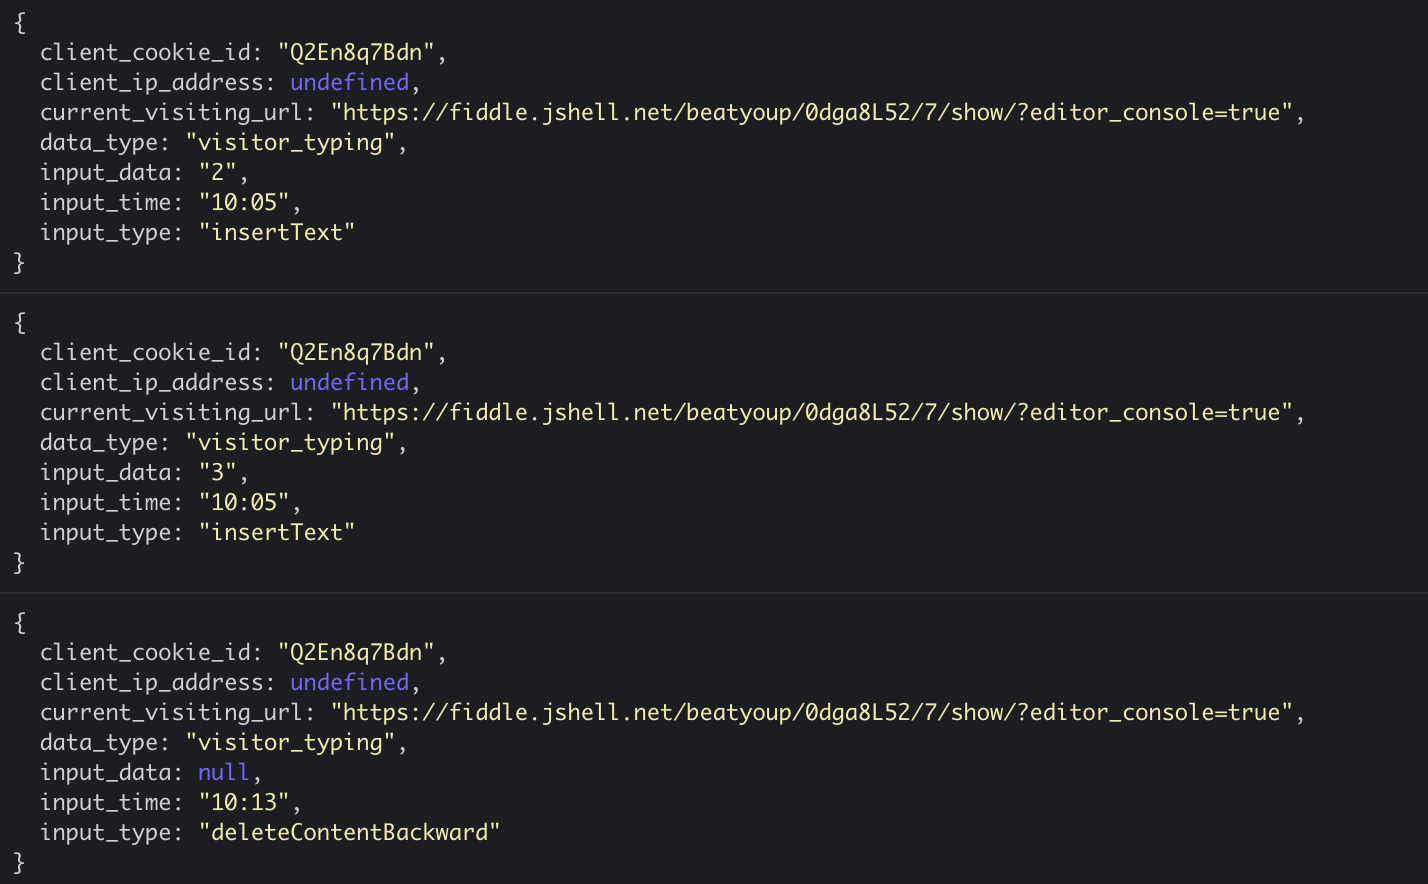 {
client_cookie_id: "Q2En8q7Bdn",
client_ip_address: undefined,
current_visiting_url: "https://fiddle.jshell.net/beatyoup/0dga8L52/7/show/?editor_console=true",
data_type: "visitor_typing",
input_data: "2",
input_time: "10:05",
input_type: "insertText"
}
{
client_cookie_id: "Q2En8q7Bdn",
client_ip_address: undefined,
current_visiting_url: "https://fiddle.jshell.net/beatyoup/0dga8L52/7/show/?editor_console=true",
data_type: "visitor_typing",
input_data: "3",
input_time: "10:05",
input_type: "insertText"
}
{
client_cookie_id: "Q2En8q7Bdn",
client_ip_address: undefined,
current_visiting_url: "https://fiddle.jshell.net/beatyoup/0dga8L52/7/show/?editor_console=true",
data_type: "visitor_typing",
input_data: null,
input_time: "10:13",
input_type: "deleteContentBackward"
}